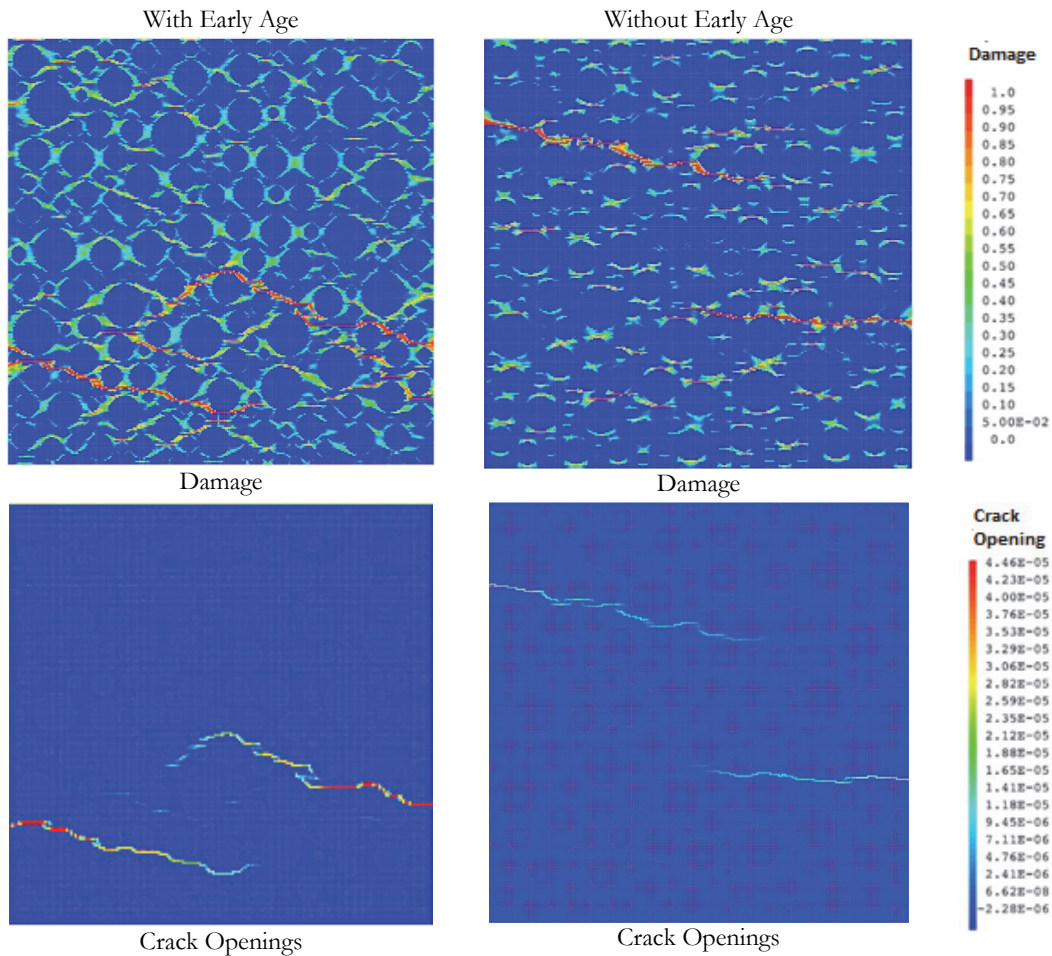 With Early Age
Without Early Age
Damage
1.0
0.95
0.90
0.85
0.80
0.75
0.70
0.65
0.60
0.55
0.50
0.45
0.40
0.35
0.30
0.25
0.20
0.15
0.10
5.00E-02
0.0
Damage
Damage
Crack
Opening
4.46E-05
4.23E-05
4.00E-05
3.76E-05
3.53E-05
3.29E-05
3.06E-05
2.82E-05
2.59E-05
2.35E-05
2.12E-05
1.88E-05
1.65E-05
1.41E-05
1.18E-05
9.45E-06
7.11E-06
4.76E-06
2.41E-06
6.62E-08
-2.28E-06
Crack Openings
Crack Openings